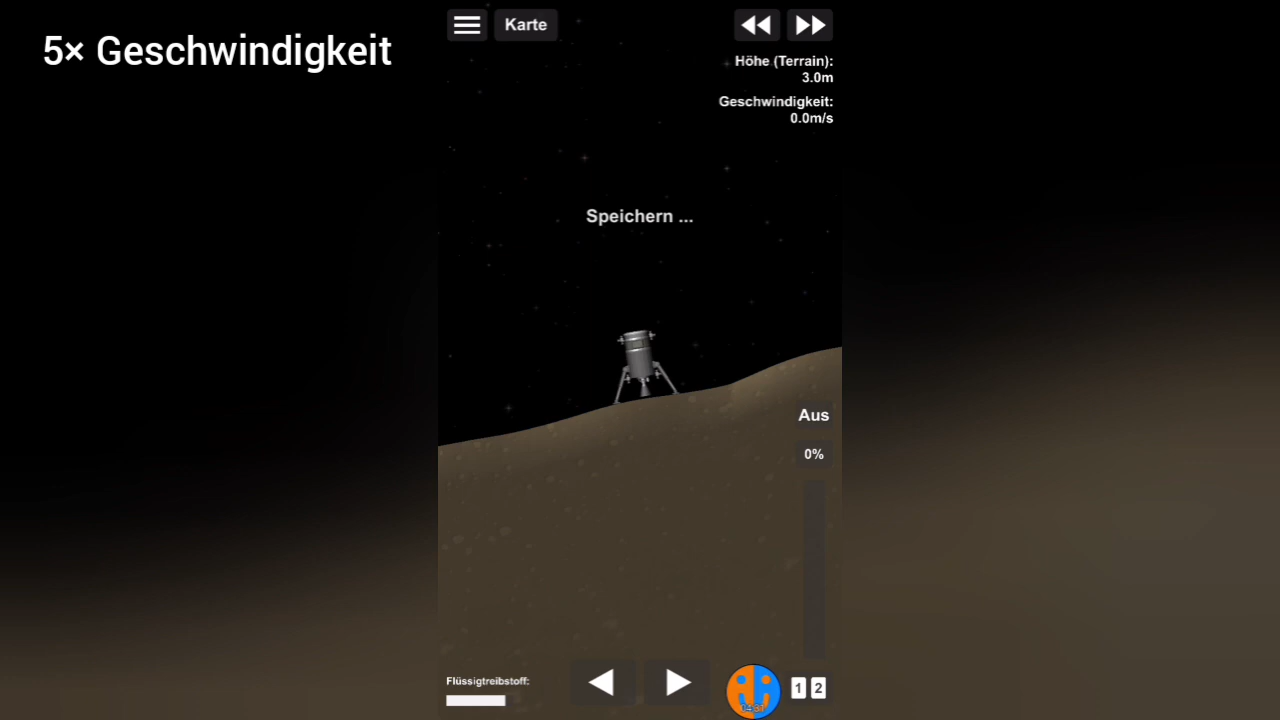 5× Geschwindigkeit
Karte
Höhe (Terrain):
3.0m
Geschwindigkeit:
0.0m/s
Speichern ...
Aus
0%
Flüssigtreibstoff:
1 2